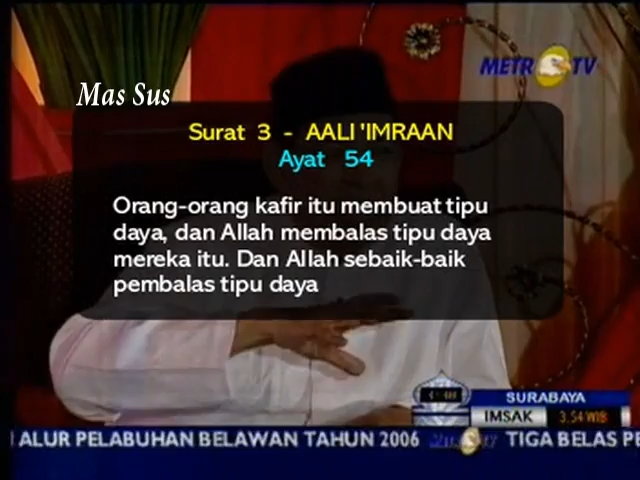 METRO TV
Mas Sus
Surat 3 - AALI 'IMRAAN
Ayat 54
Orang-orang kafir itu membuat tipu
daya, dan Allah membalas tipu daya
mereka itu. Dan Allah sebaik-baik
pembalas tipu daya
SURABAYA
IMSAK 3.54 WIB
ALUR PELABUHAN BELAWAN TAHUN 2006 TIGA BELAS PE